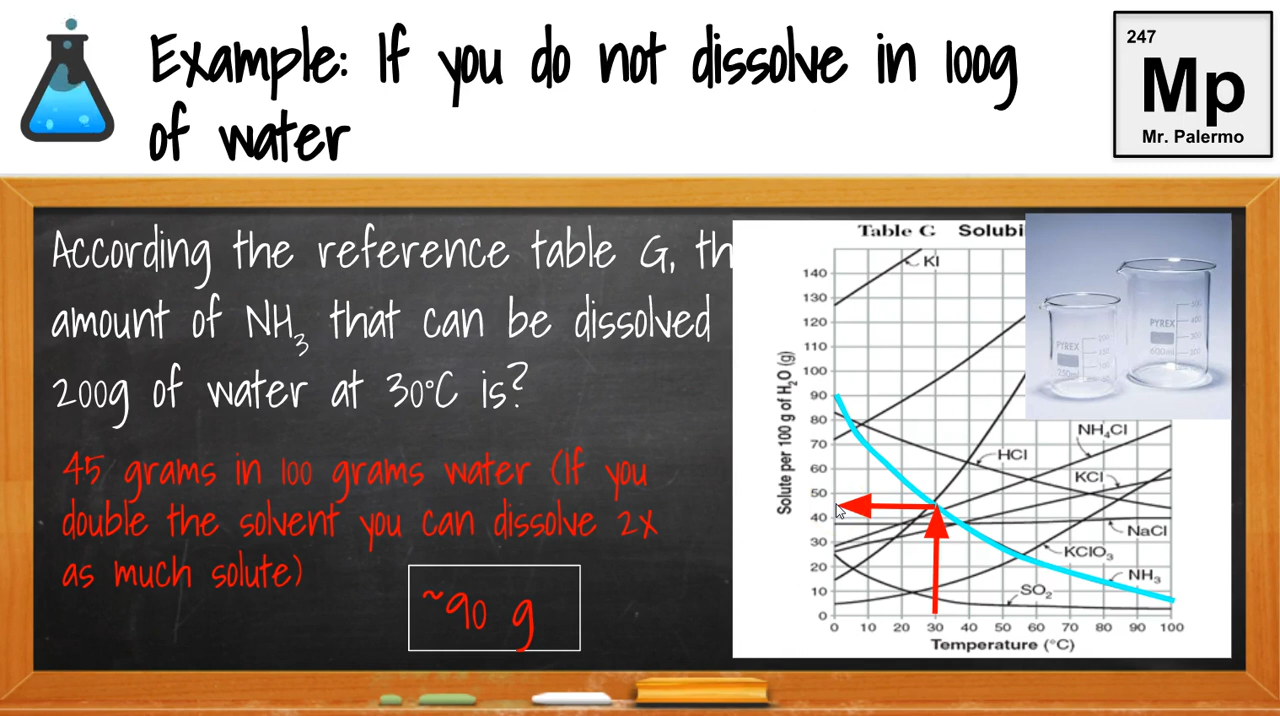 Example: If you do not dissolve in 100g
of water
247
Mp
Mr. Palermo
According the reference table G, th
amount of NH₃ that can be dissolved
200g of water at 30°C is?
45 grams in 100 grams water (If you
double the solvent you can dissolve 2x
as much solute)
~90 g
Table G Solubi
KI
140
130
120
110
100
90
80
70
60
50
40
30
20
10
0
Solute per 100 g of H₂O (g)
HCl
NH₄Cl
KCl
NaCl
KClO₃
NH₃
SO₂
0 10 20 30 40 50 60 70 80 90 100
Temperature (°C)
PYREX
PYREX
600ml